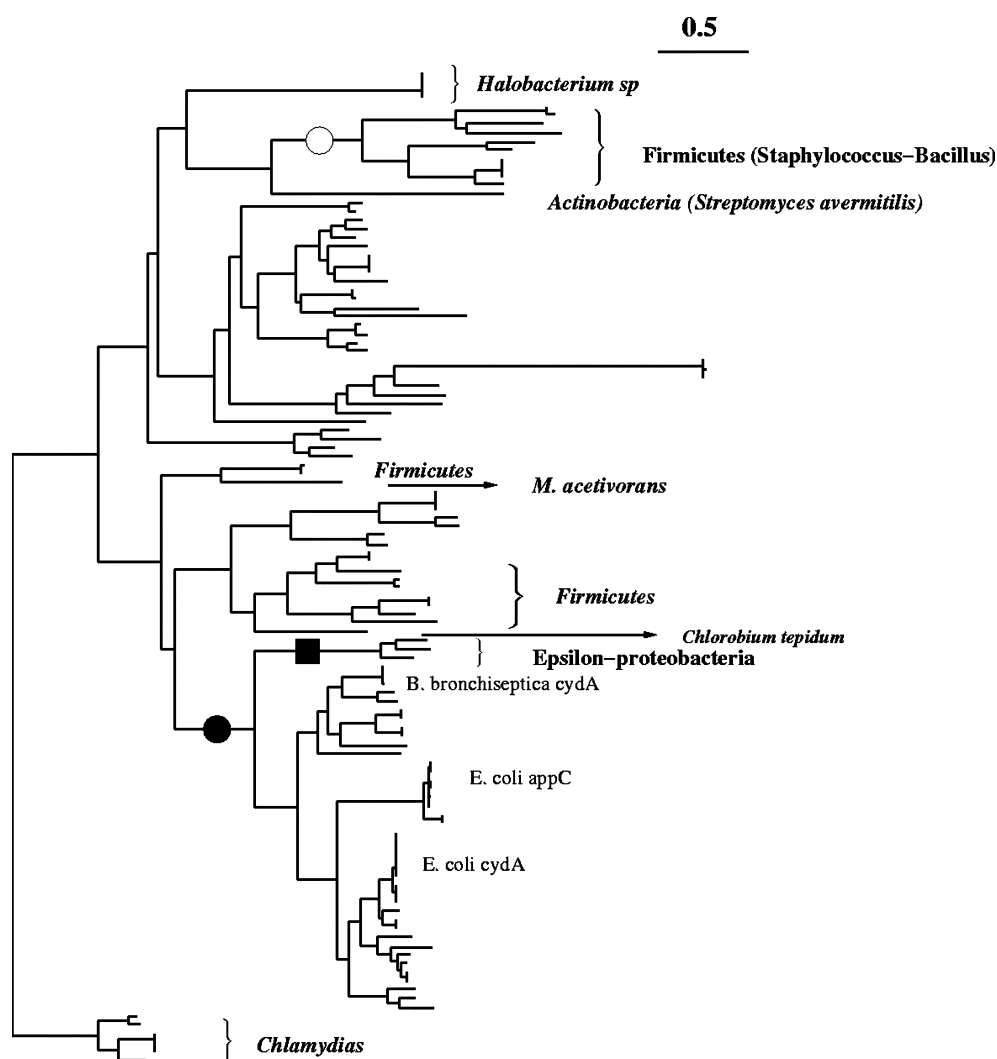 0.5
Halobacterium sp
Firmicutes (Staphylococcus−Bacillus)
Actinobacteria (Streptomyces avermitilis)
Firmicutes
M. acetivorans
Firmicutes
Chlorobium tepidum
Epsilon−proteobacteria
B. bronchiseptica cydA
E. coli appC
E. coli cydA
Chlamydias